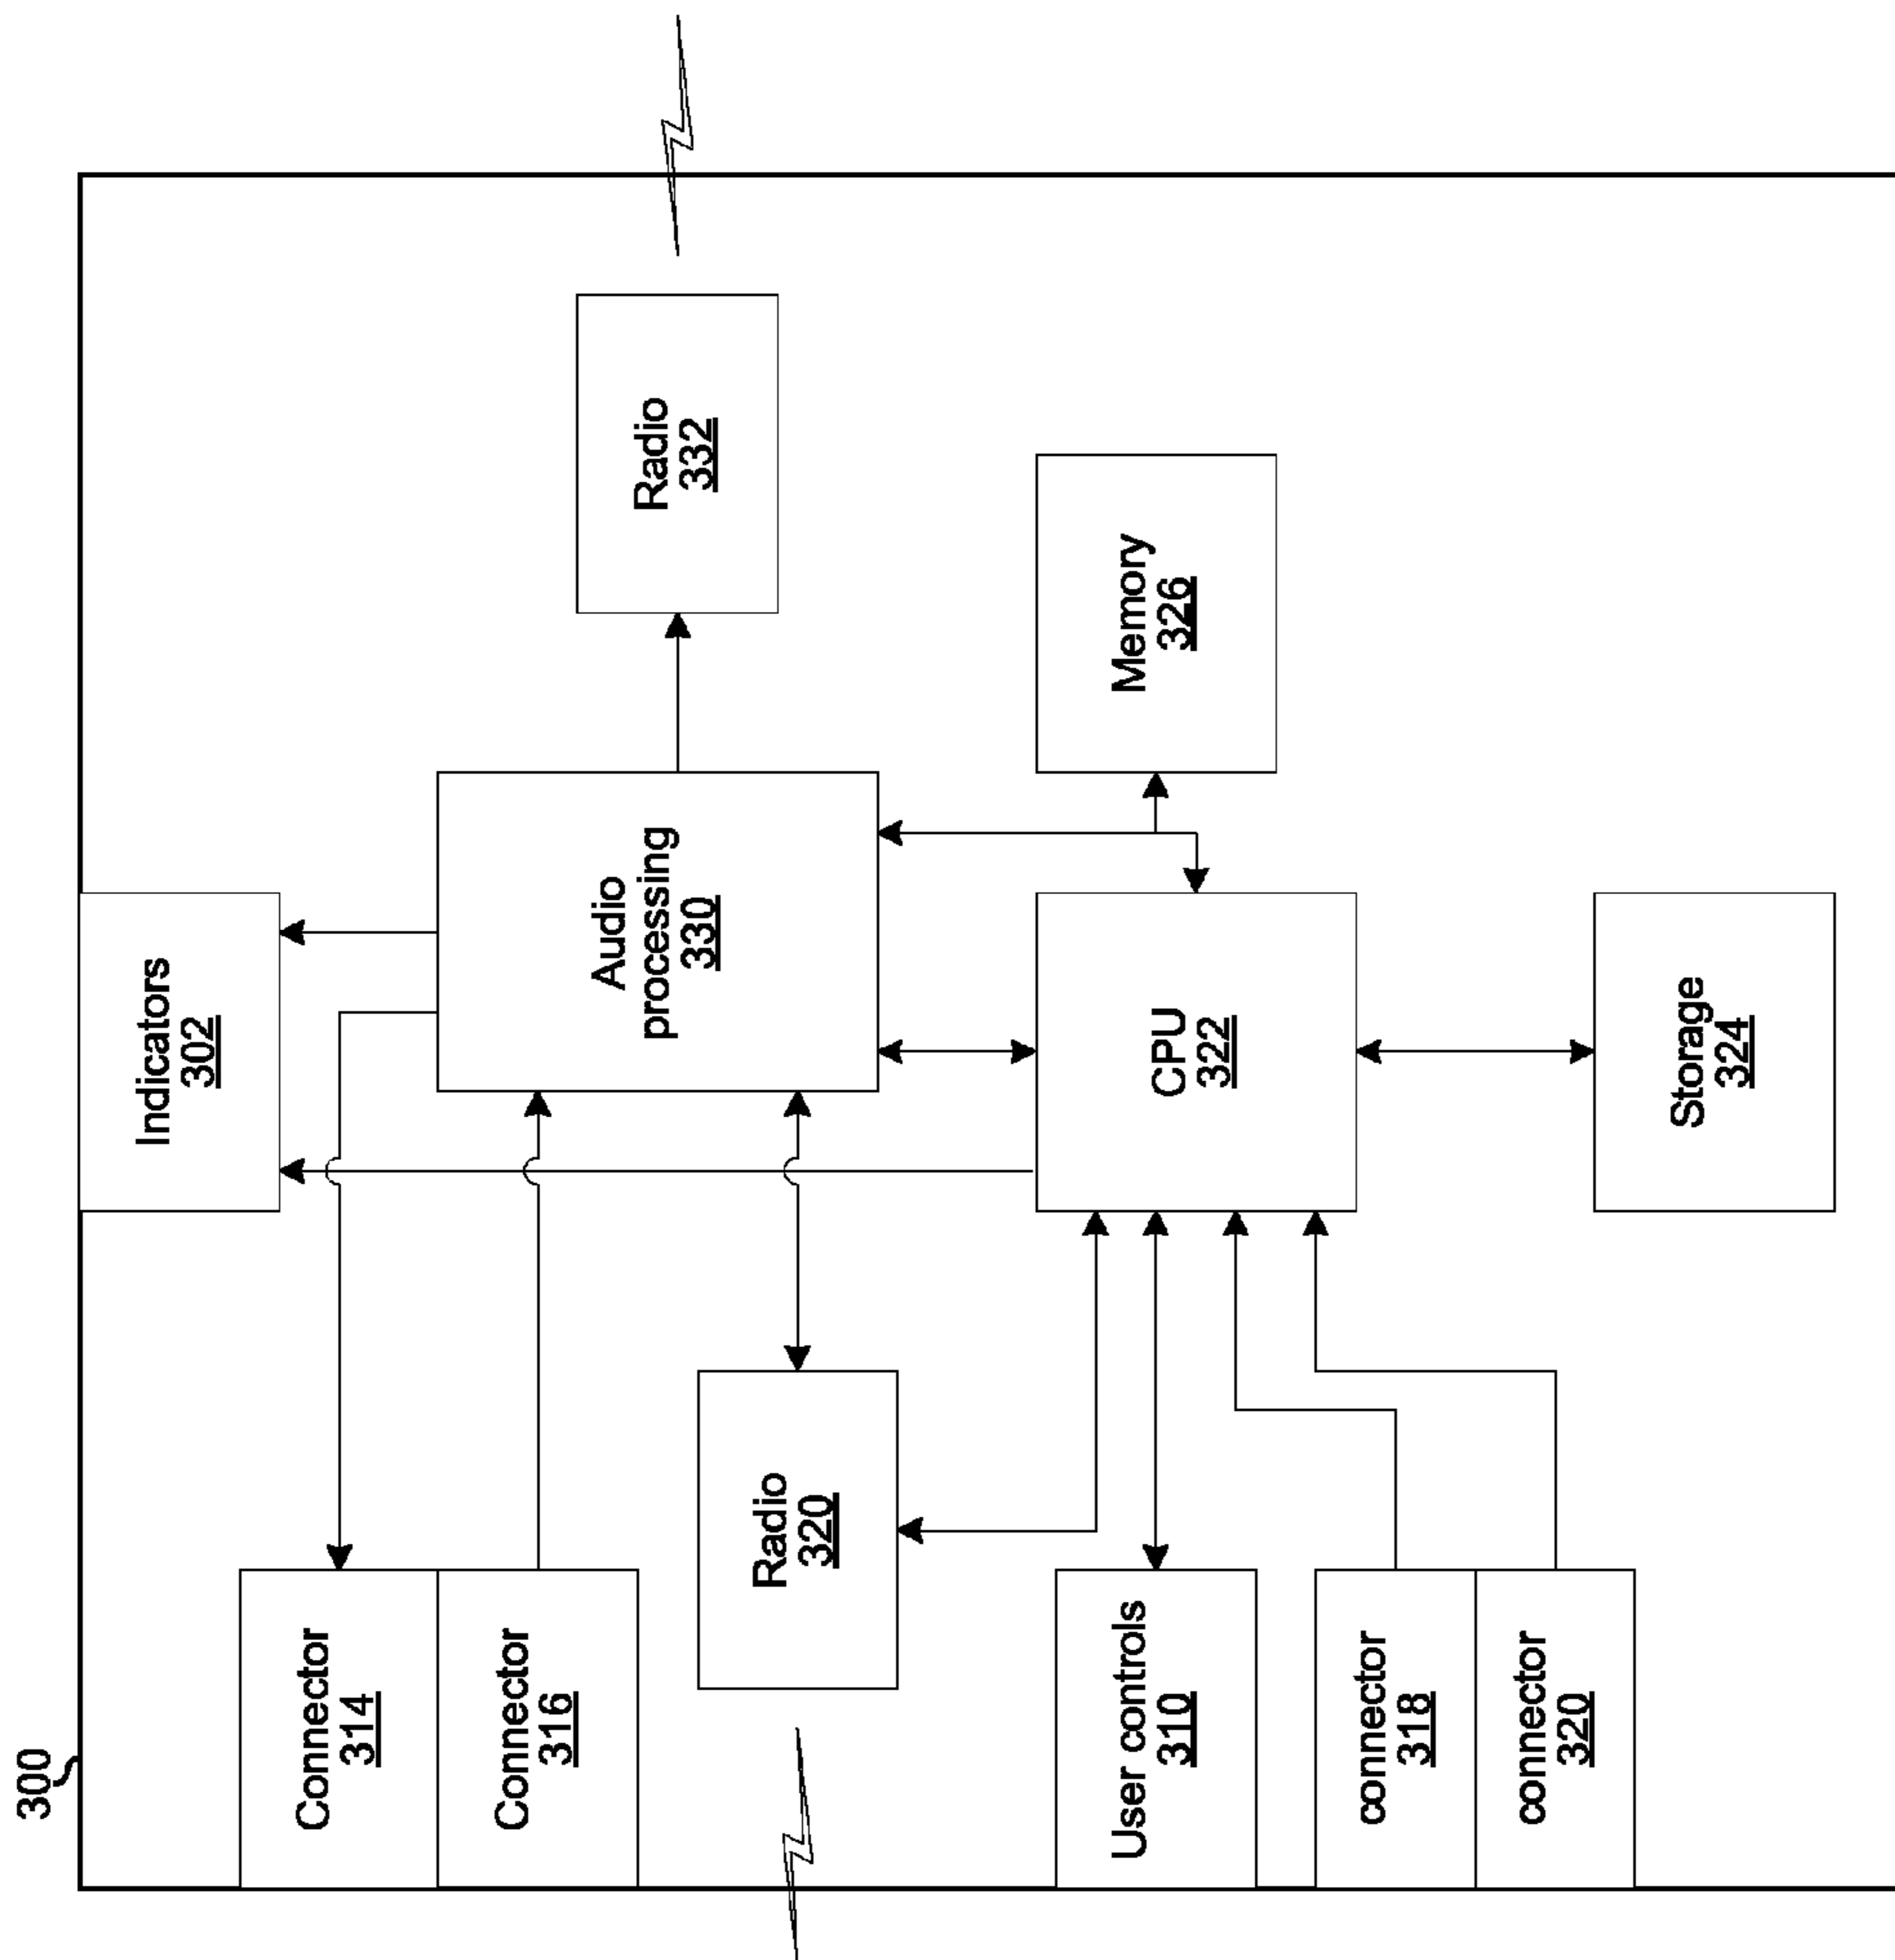 300
Indicators
302
Connector
314
Connector
316
Audio
processing
330
Radio
332
Radio
320
User controls
310
CPU
322
Memory
326
connector
318
connector
320
Storage
324